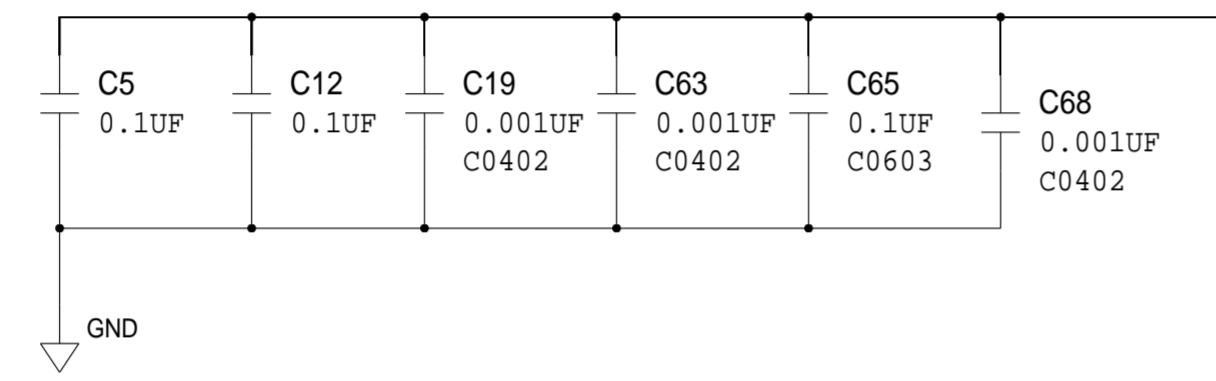 C5
0.1UF
C12
0.1UF
C19
0.001UF
C0402
C63
0.001UF
C0402
C65
0.1UF
C0603
C68
0.001UF
C0402
GND